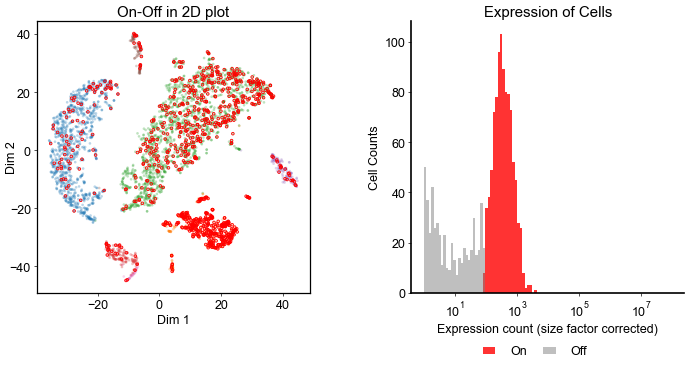 On-Off in 2D plot
40
20
0
−20
−40
Dim 2
−20
0
20
40
Dim 1
Expression of Cells
100
80
60
40
20
0
Cell Counts
10^1
10^3
10^5
10^7
Expression count (size factor corrected)
On
Off